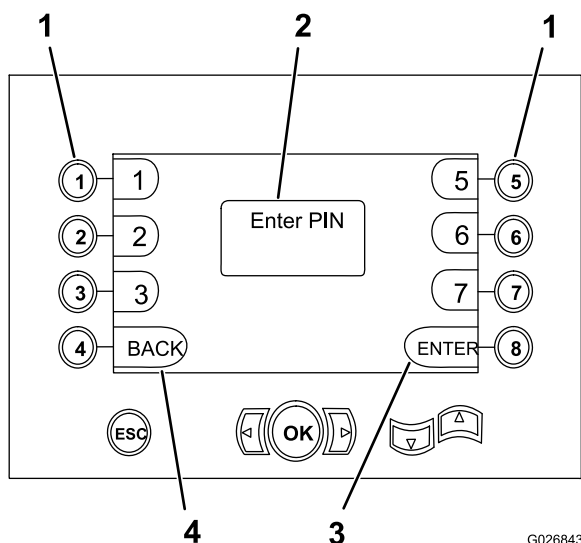 1 2 1
1 1 5 5
Enter PIN
2 2 6 6
3 3 7 7
4 BACK ENTER 8
ESC OK
4 3
G026843